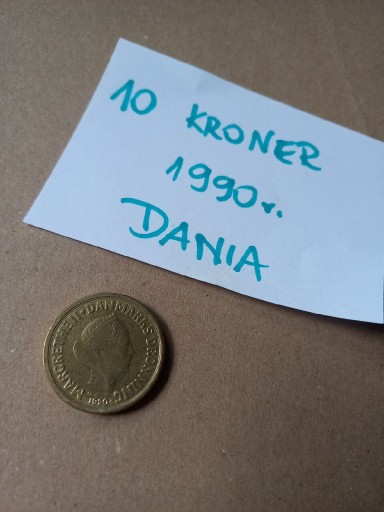 10 KRONER
1990r.
DANIA
MARGRETHE II · DANMARKS DRONNING
1990